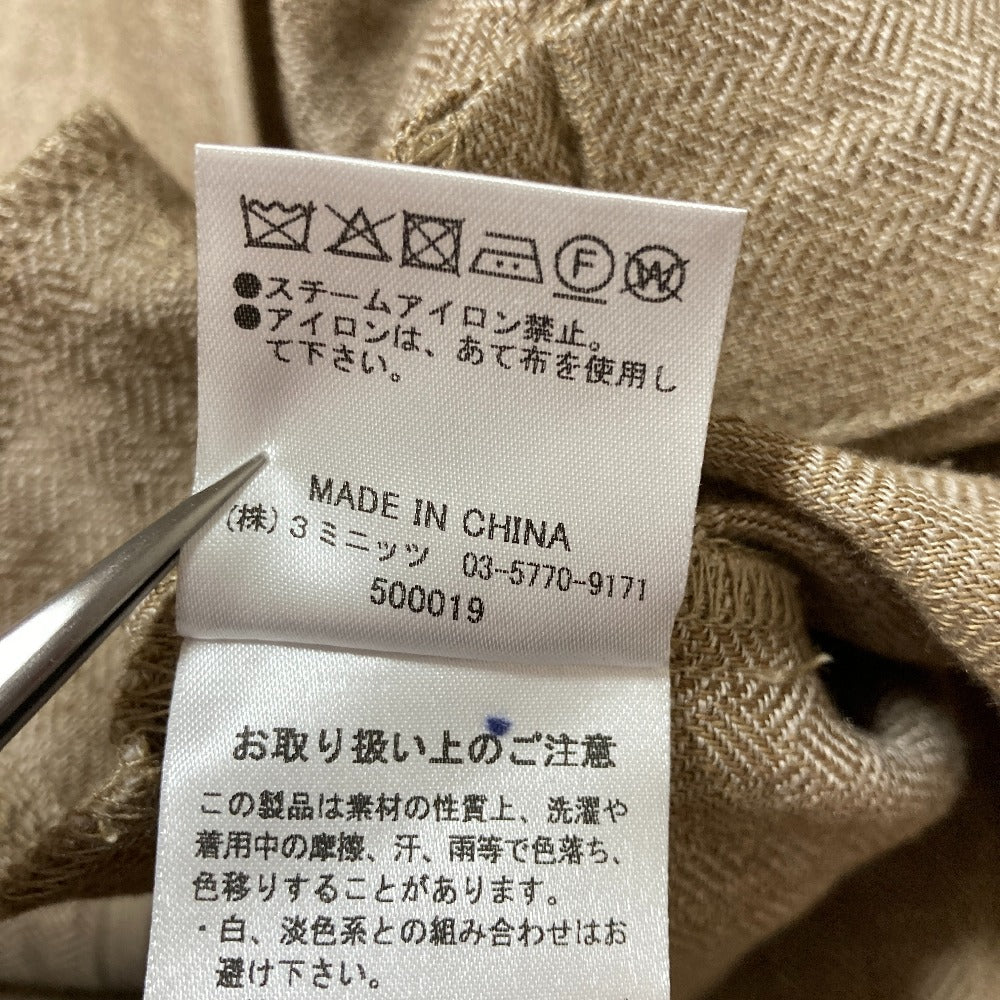 F W
●スチームアイロン禁止。
●アイロンは、あて布を使用し
て下さい。
MADE IN CHINA
(株)3ミニッツ 03-5770-9171
500019
お取り扱い上のご注意
この製品は素材の性質上、洗濯や
着用中の摩擦、汗、雨等で色落ち、
色移りすることがあります。
・白、淡色系との組み合わせはお
避け下さい。